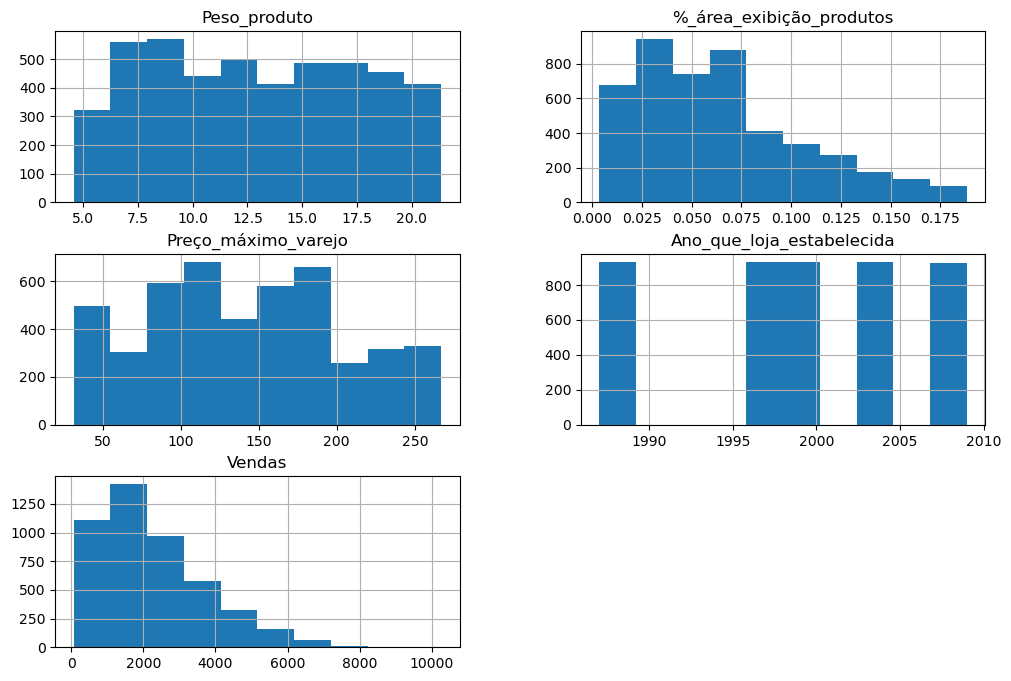 Peso_produto
500
400
300
200
100
0
5.0 7.5 10.0 12.5 15.0 17.5 20.0
%_área_exibição_produtos
800
600
400
200
0
0.000 0.025 0.050 0.075 0.100 0.125 0.150 0.175
Preço_máximo_varejo
600
400
200
0
50 100 150 200 250
Ano_que_loja_estabelecida
800
600
400
200
0
1990 1995 2000 2005 2010
Vendas
1250
1000
750
500
250
0
0 2000 4000 6000 8000 10000